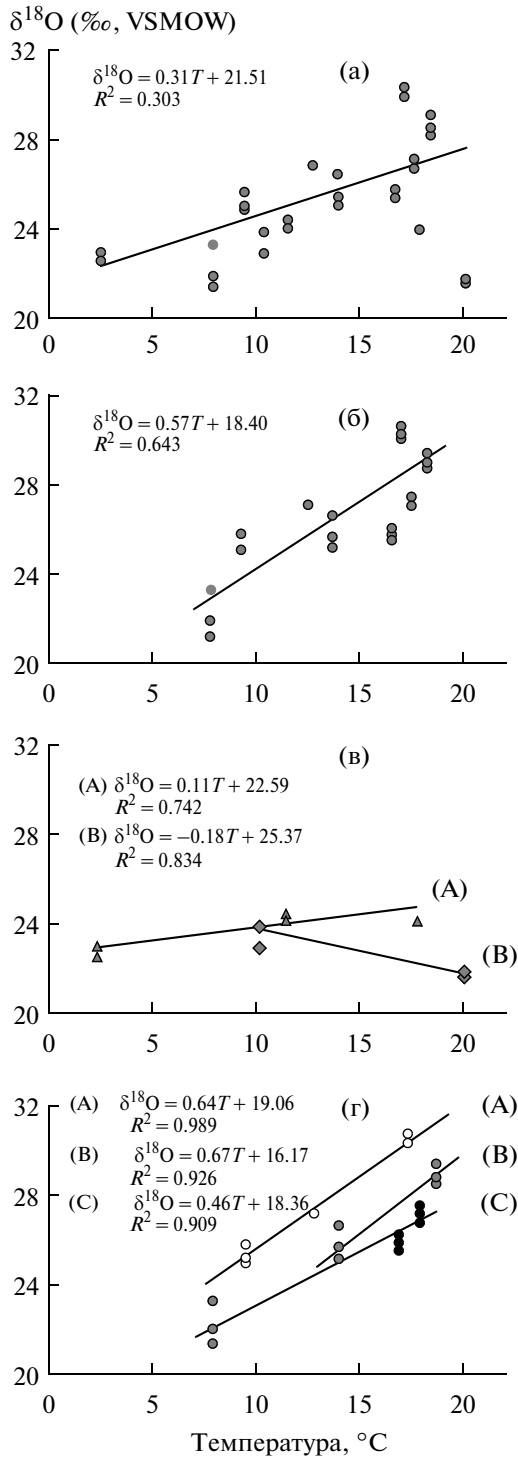 δ¹⁸O (‰, VSMOW)
32
(а)
δ¹⁸O = 0.31T + 21.51
R² = 0.303
28
24
20
0 5 10 15 20
32
(б)
δ¹⁸O = 0.57T + 18.40
R² = 0.643
28
24
20
0 5 10 15 20
32
(в)
(A) δ¹⁸O = 0.11T + 22.59
R² = 0.742
(B) δ¹⁸O = −0.18T + 25.37
R² = 0.834
28
(A)
24
(B)
20
0 5 10 15 20
32
(A) δ¹⁸O = 0.64T + 19.06 (г) (A)
R² = 0.989
(B) δ¹⁸O = 0.67T + 16.17 (B)
R² = 0.926
(C) δ¹⁸O = 0.46T + 18.36 (C)
R² = 0.909
28
24
20
0 5 10 15 20
Температура, °C